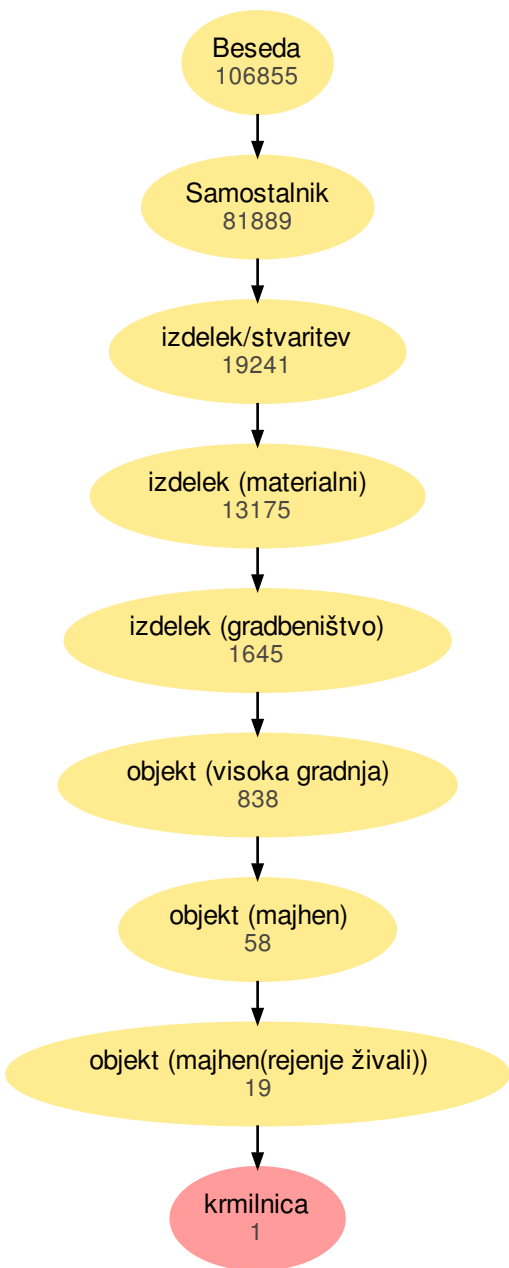 Beseda
106855
Samostalnik
81889
izdelek/stvaritev
19241
izdelek (materialni)
13175
izdelek (gradbeništvo)
1645
objekt (visoka gradnja)
838
objekt (majhen)
58
objekt (majhen(rejenje živali))
19
krmilnica
1